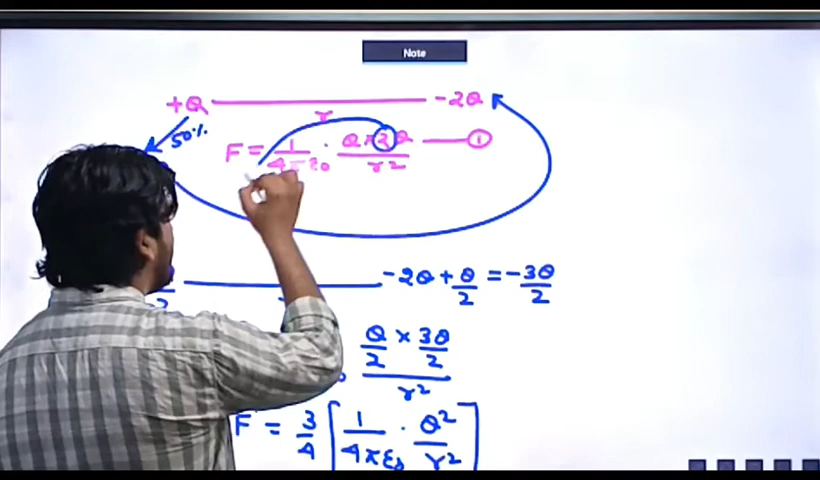 Note
+Q -2Q
r
50%
F = 1/4πε0 · Q×2Q/r² ①
2 -2Q + Q/2 = -3Q/2
Q/2 × 3Q/2
r²
F = 3/4 [1/4πε0 · Q²/r²]